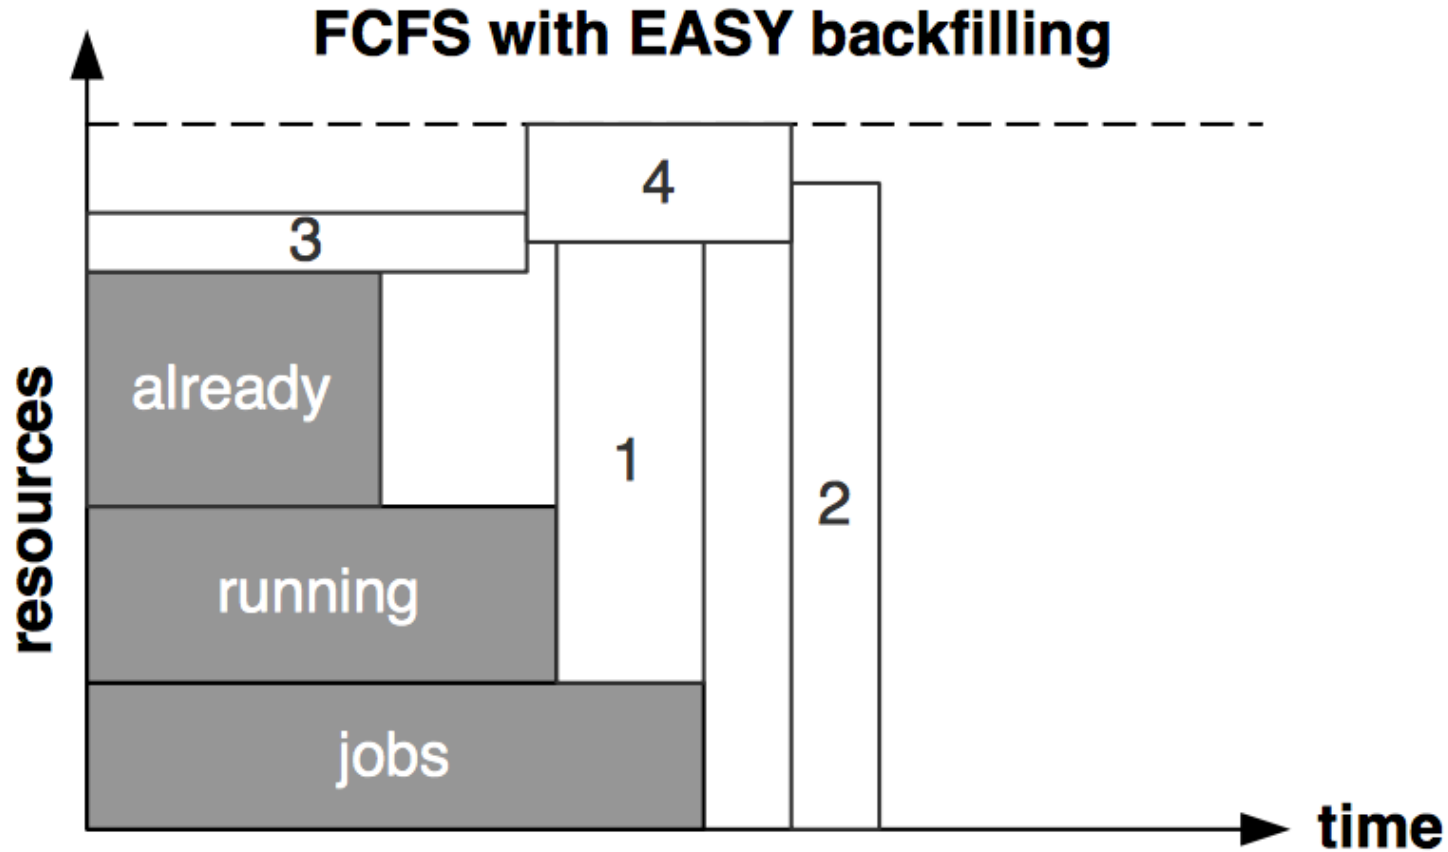 FCFS with EASY backfilling
4
3
already
1
2
running
jobs
resources
time